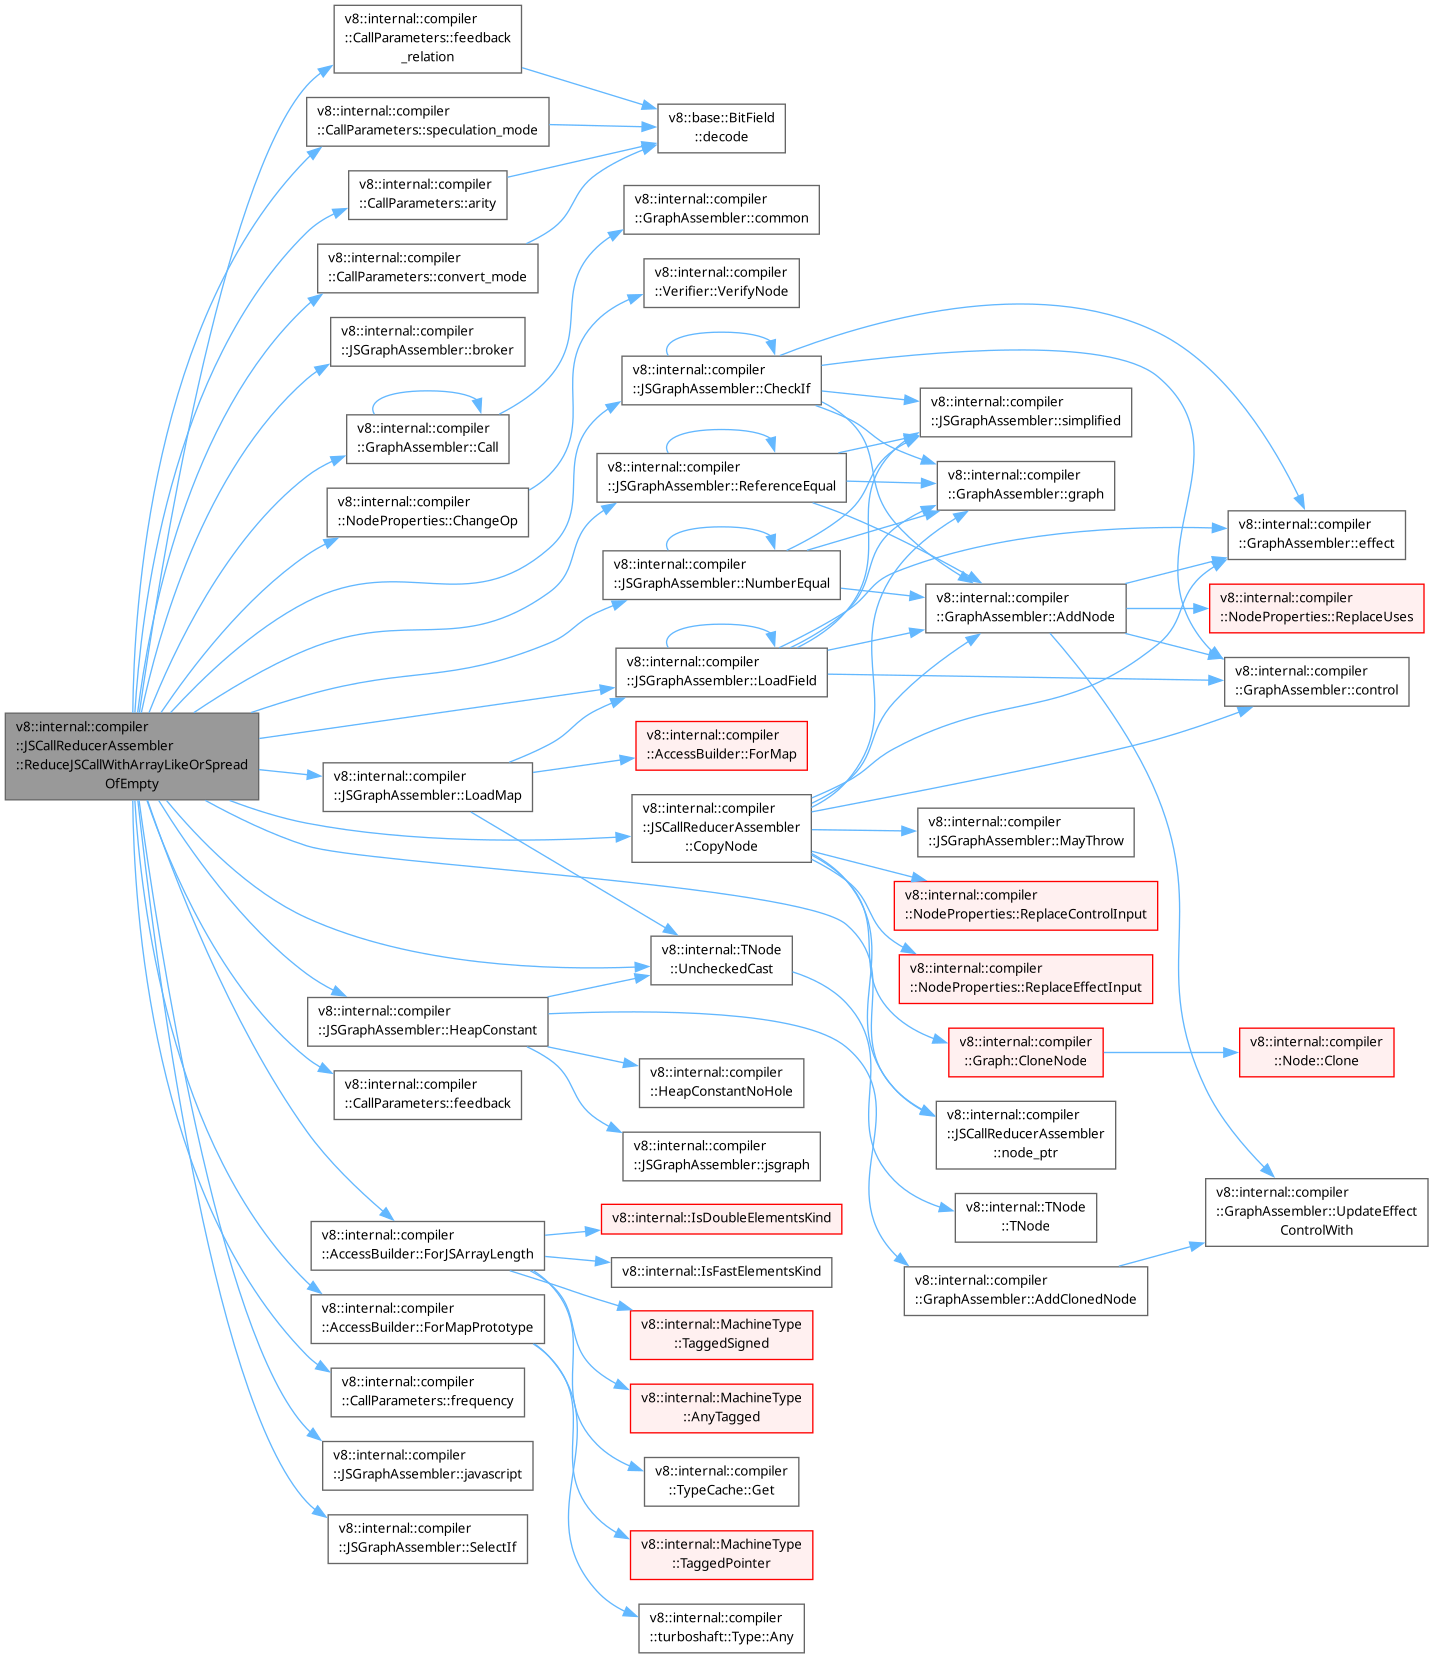 v8::internal::compiler
::JSCallReducerAssembler
::ReduceJSCallWithArrayLikeOrSpread
OfEmpty
v8::internal::compiler
::CallParameters::feedback
_relation
v8::internal::compiler
::CallParameters::speculation_mode
v8::internal::compiler
::CallParameters::arity
v8::internal::compiler
::CallParameters::convert_mode
v8::internal::compiler
::JSGraphAssembler::broker
v8::internal::compiler
::GraphAssembler::Call
v8::internal::compiler
::NodeProperties::ChangeOp
v8::internal::compiler
::JSGraphAssembler::LoadMap
v8::internal::compiler
::JSGraphAssembler::HeapConstant
v8::internal::compiler
::CallParameters::feedback
v8::internal::compiler
::AccessBuilder::ForJSArrayLength
v8::internal::compiler
::AccessBuilder::ForMapPrototype
v8::internal::compiler
::CallParameters::frequency
v8::internal::compiler
::JSGraphAssembler::javascript
v8::internal::compiler
::JSGraphAssembler::SelectIf
v8::base::BitField
::decode
v8::internal::compiler
::GraphAssembler::common
v8::internal::compiler
::Verifier::VerifyNode
v8::internal::compiler
::JSGraphAssembler::CheckIf
v8::internal::compiler
::JSGraphAssembler::ReferenceEqual
v8::internal::compiler
::JSGraphAssembler::NumberEqual
v8::internal::compiler
::JSGraphAssembler::LoadField
v8::internal::compiler
::AccessBuilder::ForMap
v8::internal::compiler
::JSCallReducerAssembler
::CopyNode
v8::internal::TNode
::UncheckedCast
v8::internal::compiler
::HeapConstantNoHole
v8::internal::compiler
::JSGraphAssembler::jsgraph
v8::internal::IsDoubleElementsKind
v8::internal::IsFastElementsKind
v8::internal::MachineType
::TaggedSigned
v8::internal::MachineType
::AnyTagged
v8::internal::compiler
::TypeCache::Get
v8::internal::MachineType
::TaggedPointer
v8::internal::compiler
::turboshaft::Type::Any
v8::internal::compiler
::JSGraphAssembler::simplified
v8::internal::compiler
::GraphAssembler::graph
v8::internal::compiler
::GraphAssembler::AddNode
v8::internal::compiler
::JSGraphAssembler::MayThrow
v8::internal::compiler
::NodeProperties::ReplaceControlInput
v8::internal::compiler
::NodeProperties::ReplaceEffectInput
v8::internal::compiler
::Graph::CloneNode
v8::internal::compiler
::JSCallReducerAssembler
::node_ptr
v8::internal::TNode
::TNode
v8::internal::compiler
::GraphAssembler::AddClonedNode
v8::internal::compiler
::GraphAssembler::effect
v8::internal::compiler
::NodeProperties::ReplaceUses
v8::internal::compiler
::GraphAssembler::control
v8::internal::compiler
::Node::Clone
v8::internal::compiler
::GraphAssembler::UpdateEffect
ControlWith